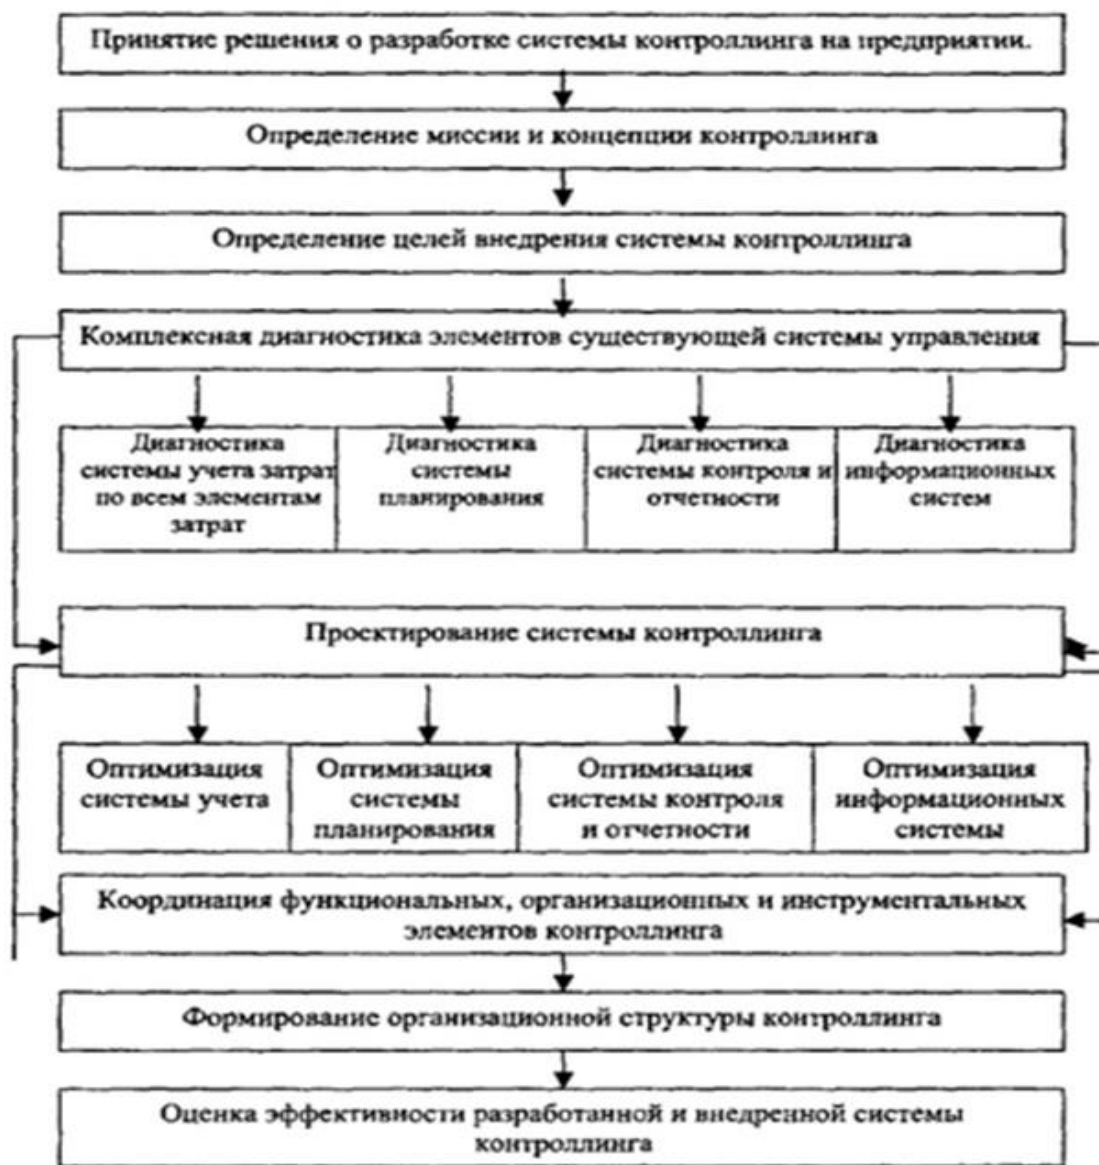 Принятие решения о разработке системы контроллинга на предприятии.
Определение миссии и концепции контроллинга
Определение целей внедрения системы контроллинга
Комплексная диагностика элементов существующей системы управления
Диагностика
системы учета затрат
по всем элементам
затрат
Диагностика
системы
планирования
Диагностика
системы контроля и
отчетности
Диагностика
информационных
систем
Проектирование системы контроллинга
Оптимизация
системы учета
Оптимизация
системы
планирования
Оптимизация
системы контроля
и отчетности
Оптимизация
информационных
системы
Координация функциональных, организационных и инструментальных
элементов контроллинга
Формирование организационной структуры контроллинга
Оценка эффективности разработанной и внедренной системы
контроллинга